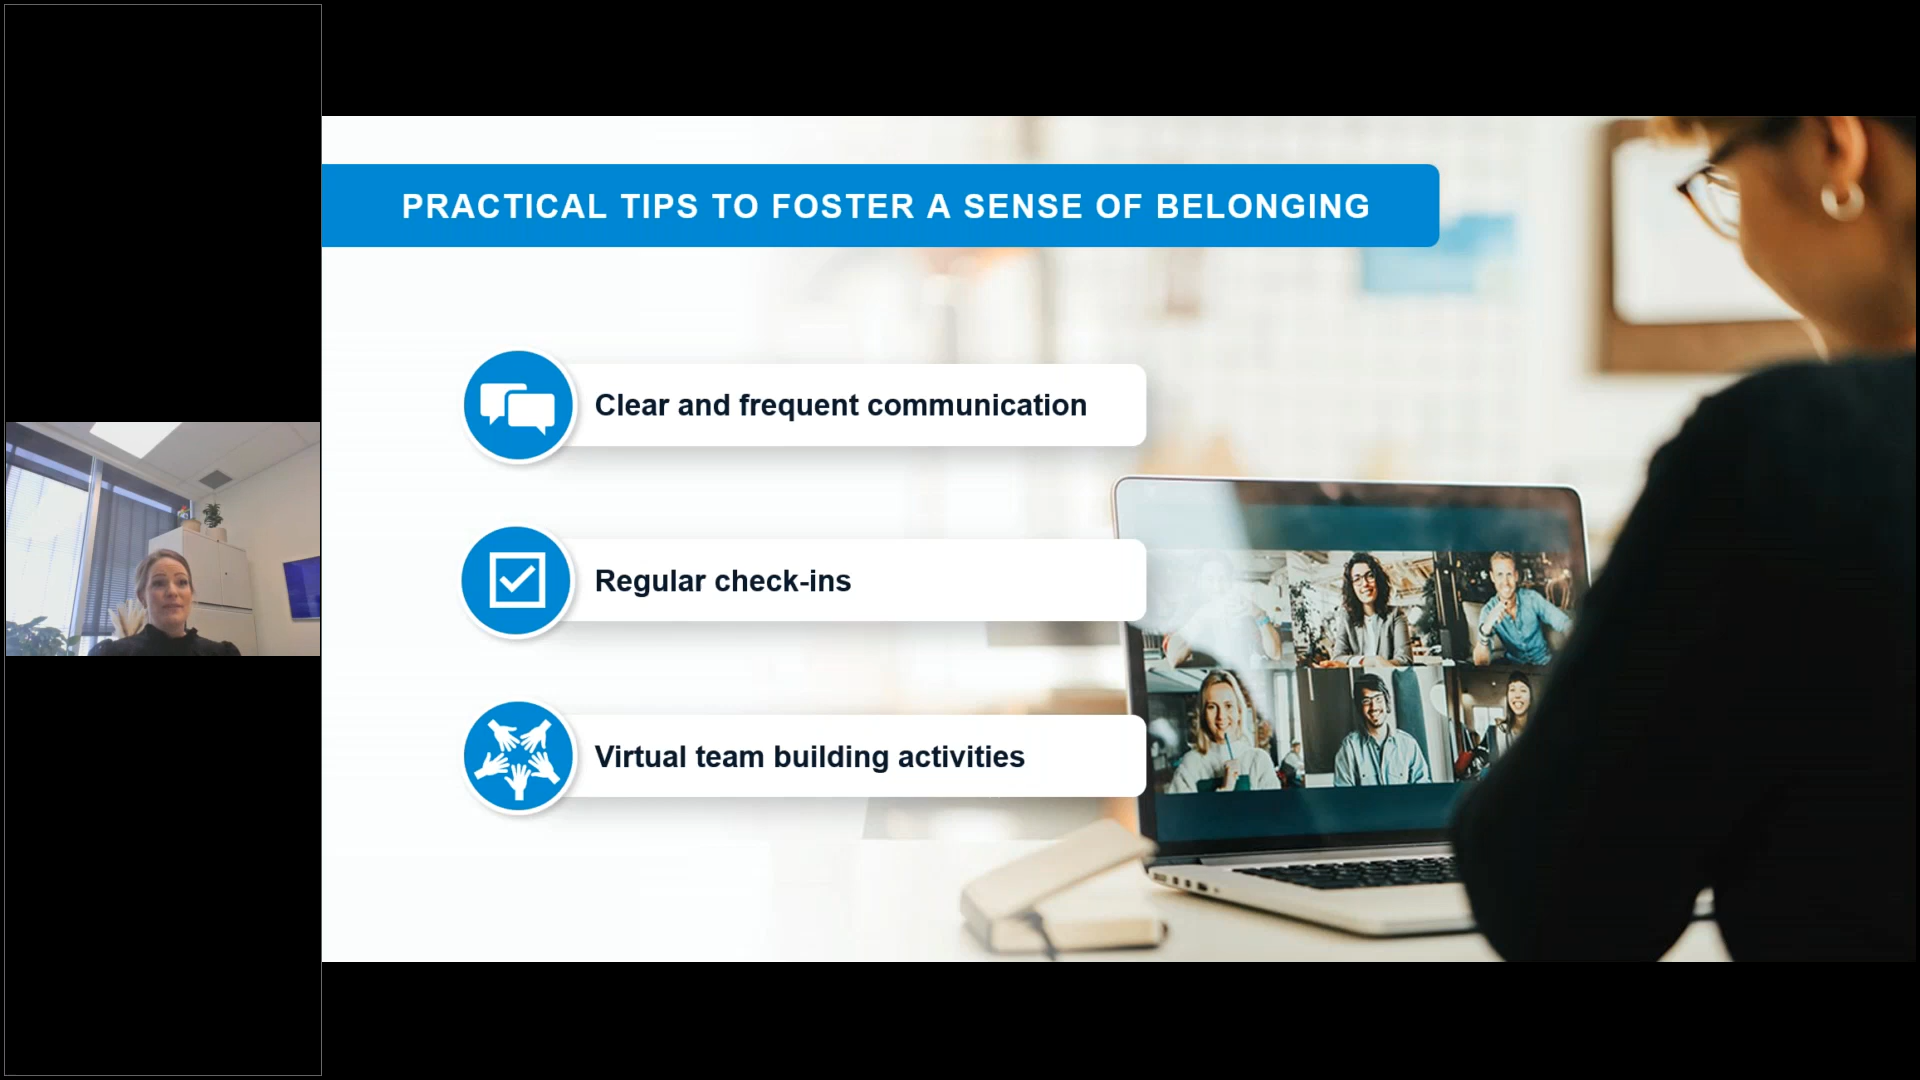 PRACTICAL TIPS TO FOSTER A SENSE OF BELONGING
Clear and frequent communication
Regular check-ins
Virtual team building activities